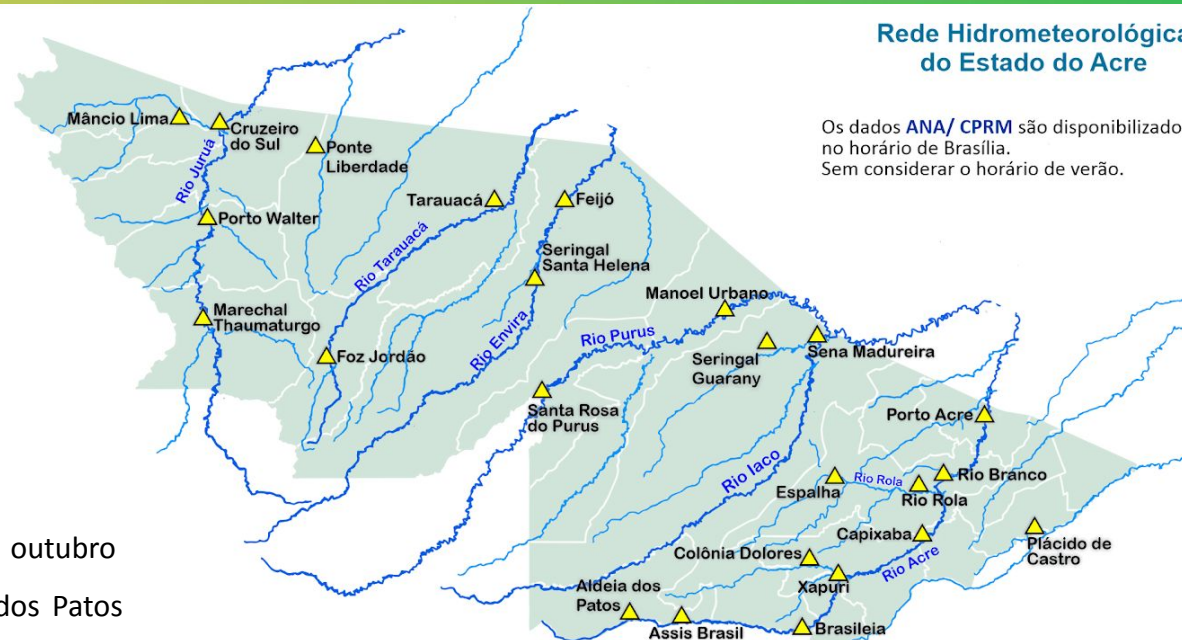 Rede Hidrometeorológica
do Estado do Acre
Os dados ANA/ CPRM são disponibilizado
no horário de Brasília.
Sem considerar o horário de verão.
Mâncio Lima
Cruzeiro
do Sul
Ponte
Liberdade
Rio Juruá
Porto Walter
Tarauacá
Feijó
Rio Tarauacá
Seringal
Santa Helena
Marechal
Thaumaturgo
Foz Jordão
Rio Envira
Manoel Urbano
Rio Purus
Seringal
Guarany
Sena Madureira
Santa Rosa
do Purus
Porto Acre
Rio Iaco
Espalha
Rio Rola
Rio Rola
Rio Branco
Capixaba
Plácido de
Castro
Colônia Dolores
Rio Acre
Xapuri
Aldeia dos
Patos
Assis Brasil
Brasileia
outubro
dos Patos